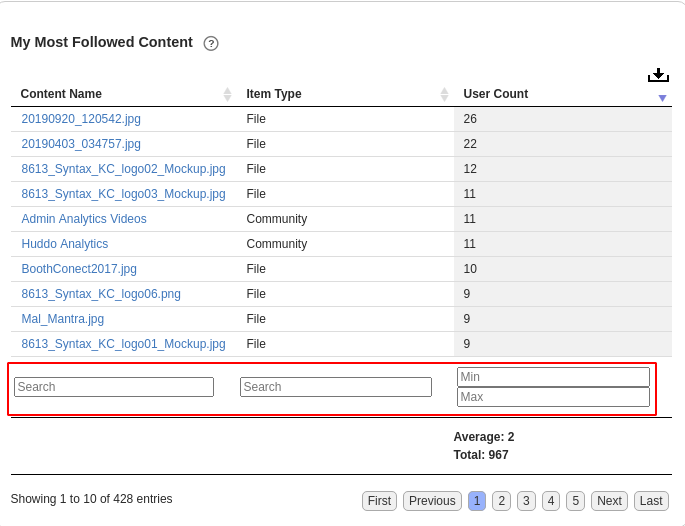 My Most Followed Content ?
Content Name Item Type User Count
20190920_120542.jpg File 26
20190403_034757.jpg File 22
8613_Syntax_KC_logo02_Mockup.jpg File 12
8613_Syntax_KC_logo03_Mockup.jpg File 11
Admin Analytics Videos Community 11
Huddo Analytics Community 11
BoothConect2017.jpg File 10
8613_Syntax_KC_logo06.png File 9
Mal_Mantra.jpg File 9
8613_Syntax_KC_logo01_Mockup.jpg File 9
Search Search Min
Max
Average: 2
Total: 967
Showing 1 to 10 of 428 entries First Previous 1 2 3 4 5 Next Last